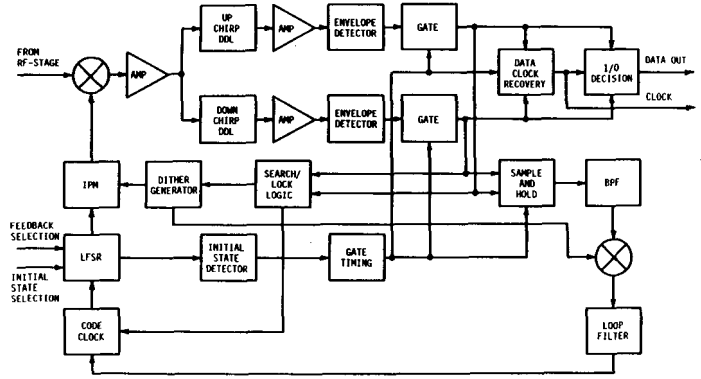 FROM
RF-STAGE
AMP
UP
CHIRP
DDL
AMP
ENVELOPE
DETECTOR
GATE
DATA
CLOCK
RECOVERY
I/O
DECISION
DATA OUT
CLOCK
DOWN
CHIRP
DDL
AMP
ENVELOPE
DETECTOR
GATE
IPM
DITHER
GENERATOR
SEARCH/
LOCK
LOGIC
SAMPLE
AND
HOLD
BPF
FEEDBACK
SELECTION
INITIAL
STATE
SELECTION
LFSR
INITIAL
STATE
DETECTOR
GATE
TIMING
CODE
CLOCK
LOOP
FILTER